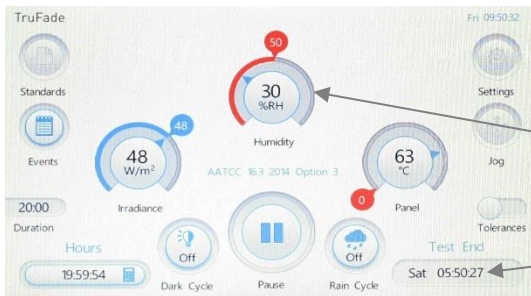 TruFade
Fri 09:50:32
50
Standards
Settings
30
%RH
Humidity
48
Events
48
W/m²
AATCC 16.3 2014 Option 3
63
°C
Jog
0
20:00
Duration
Irradiance
Panel
Tolerances
Hours
Off
Off
Test End
19:59:54
Dark Cycle
Pause
Rain Cycle
Sat 05:50:27